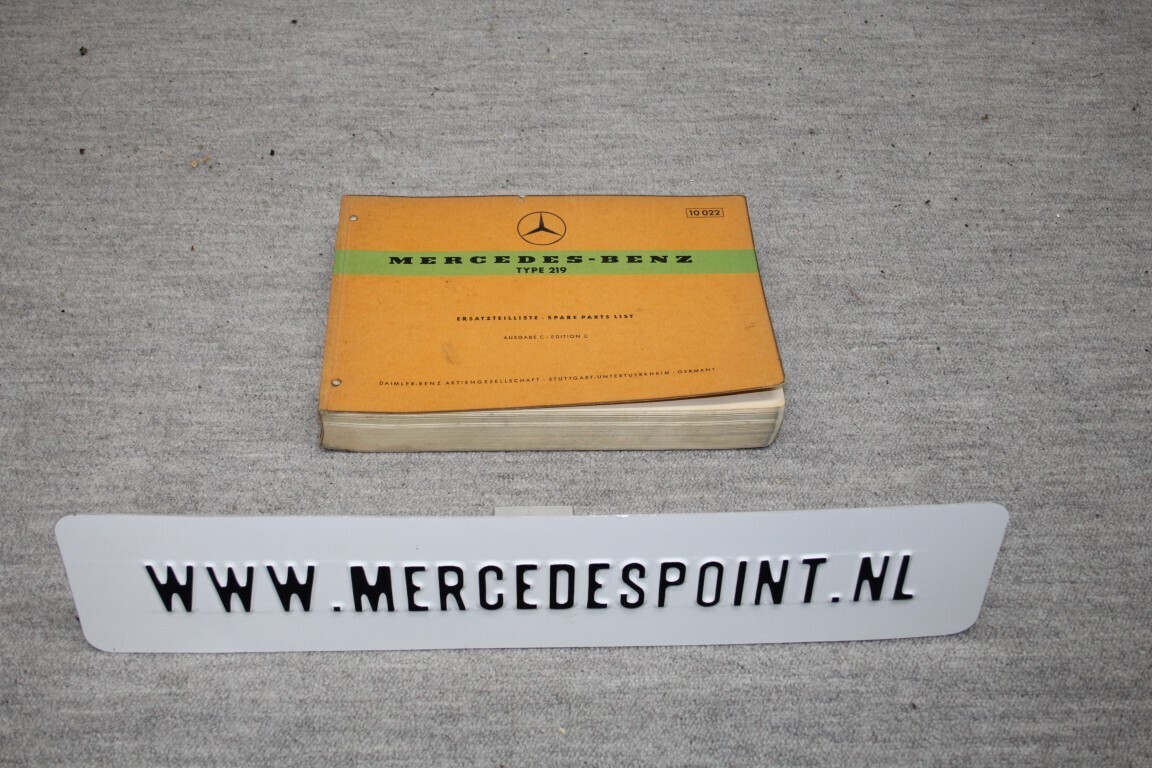 10 022
MERCEDES-BENZ
TYPE 219
ERSATZTEILLISTE · SPARE PARTS LIST
AUSGABE C · EDITION C
DAIMLER-BENZ AKTIENGESELLSCHAFT · STUTTGART-UNTERTUERKHEIM · GERMANY
WWW.MERCEDESPOINT.NL